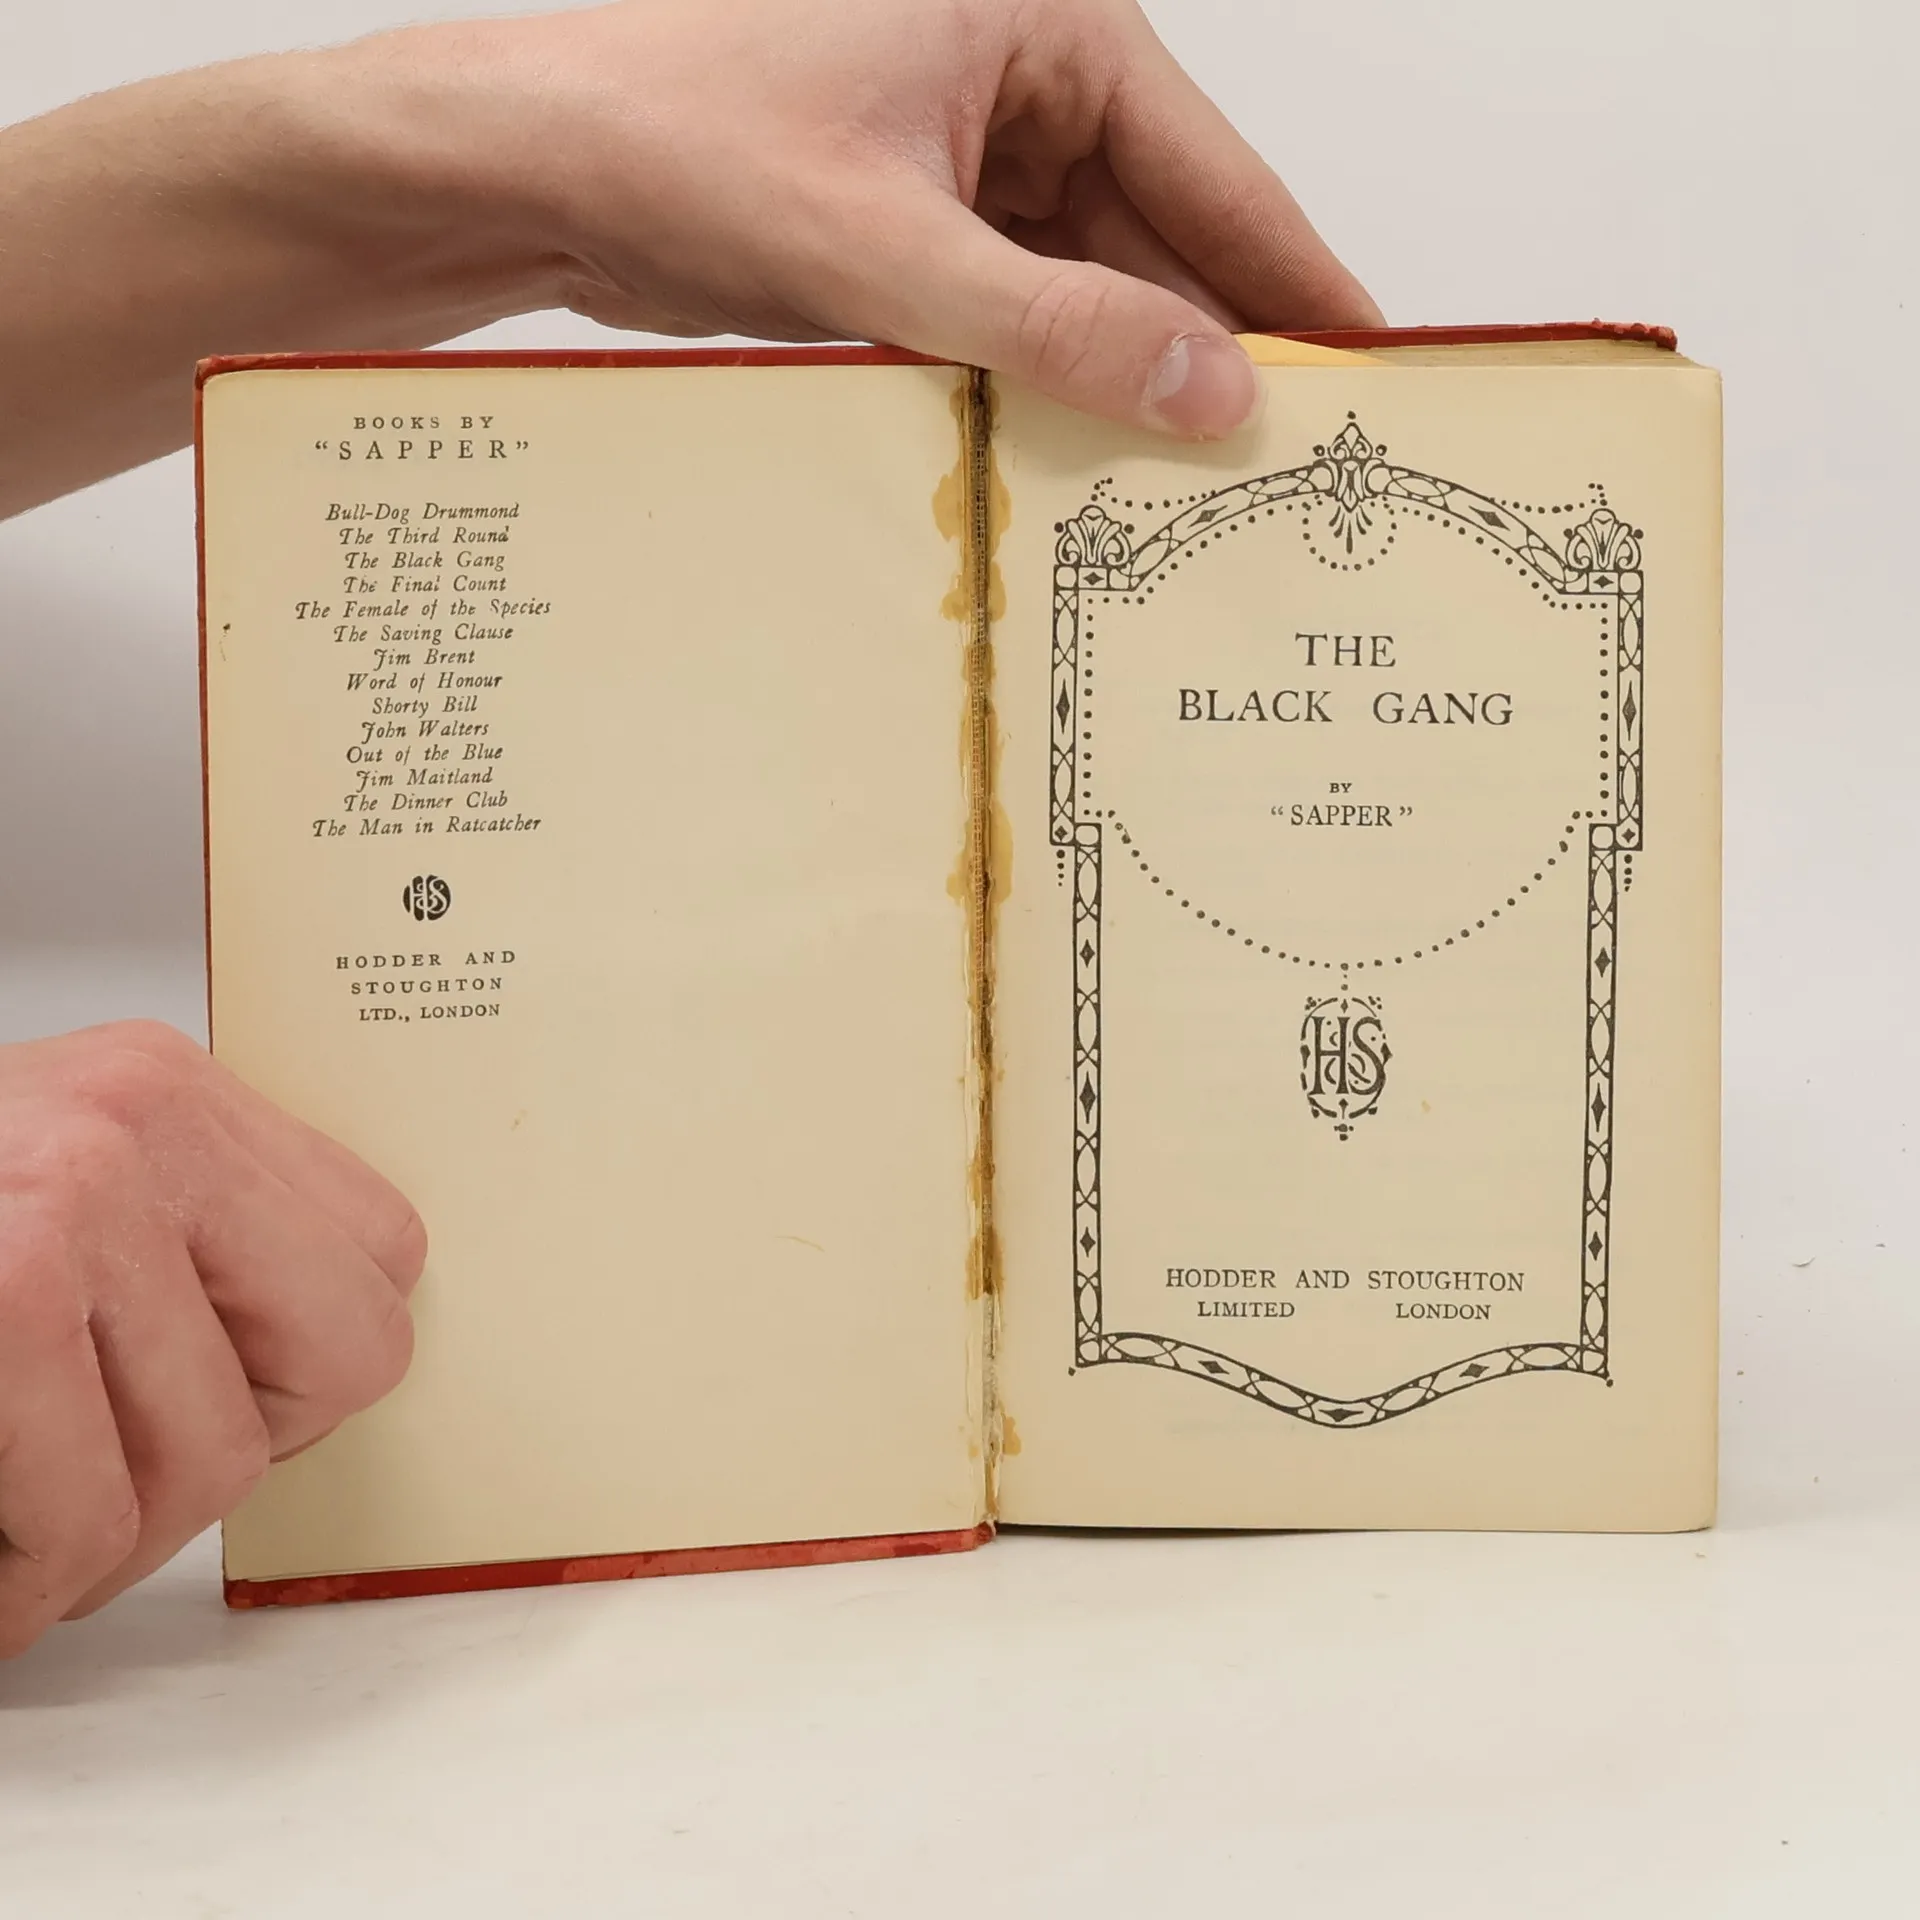 BOOKS BY
“SAPPER”
Bull-Dog Drummond
The Third Round
The Black Gang
The Final Count
The Female of the Species
The Saving Clause
Jim Brent
Word of Honour
Shorty Bill
John Walters
Out of the Blue
Jim Maitland
The Dinner Club
The Man in Ratcatcher
HS
HODDER AND
STOUGHTON
LTD., LONDON
THE
BLACK GANG
BY
“SAPPER”
HS
HODDER AND STOUGHTON
LIMITED LONDON